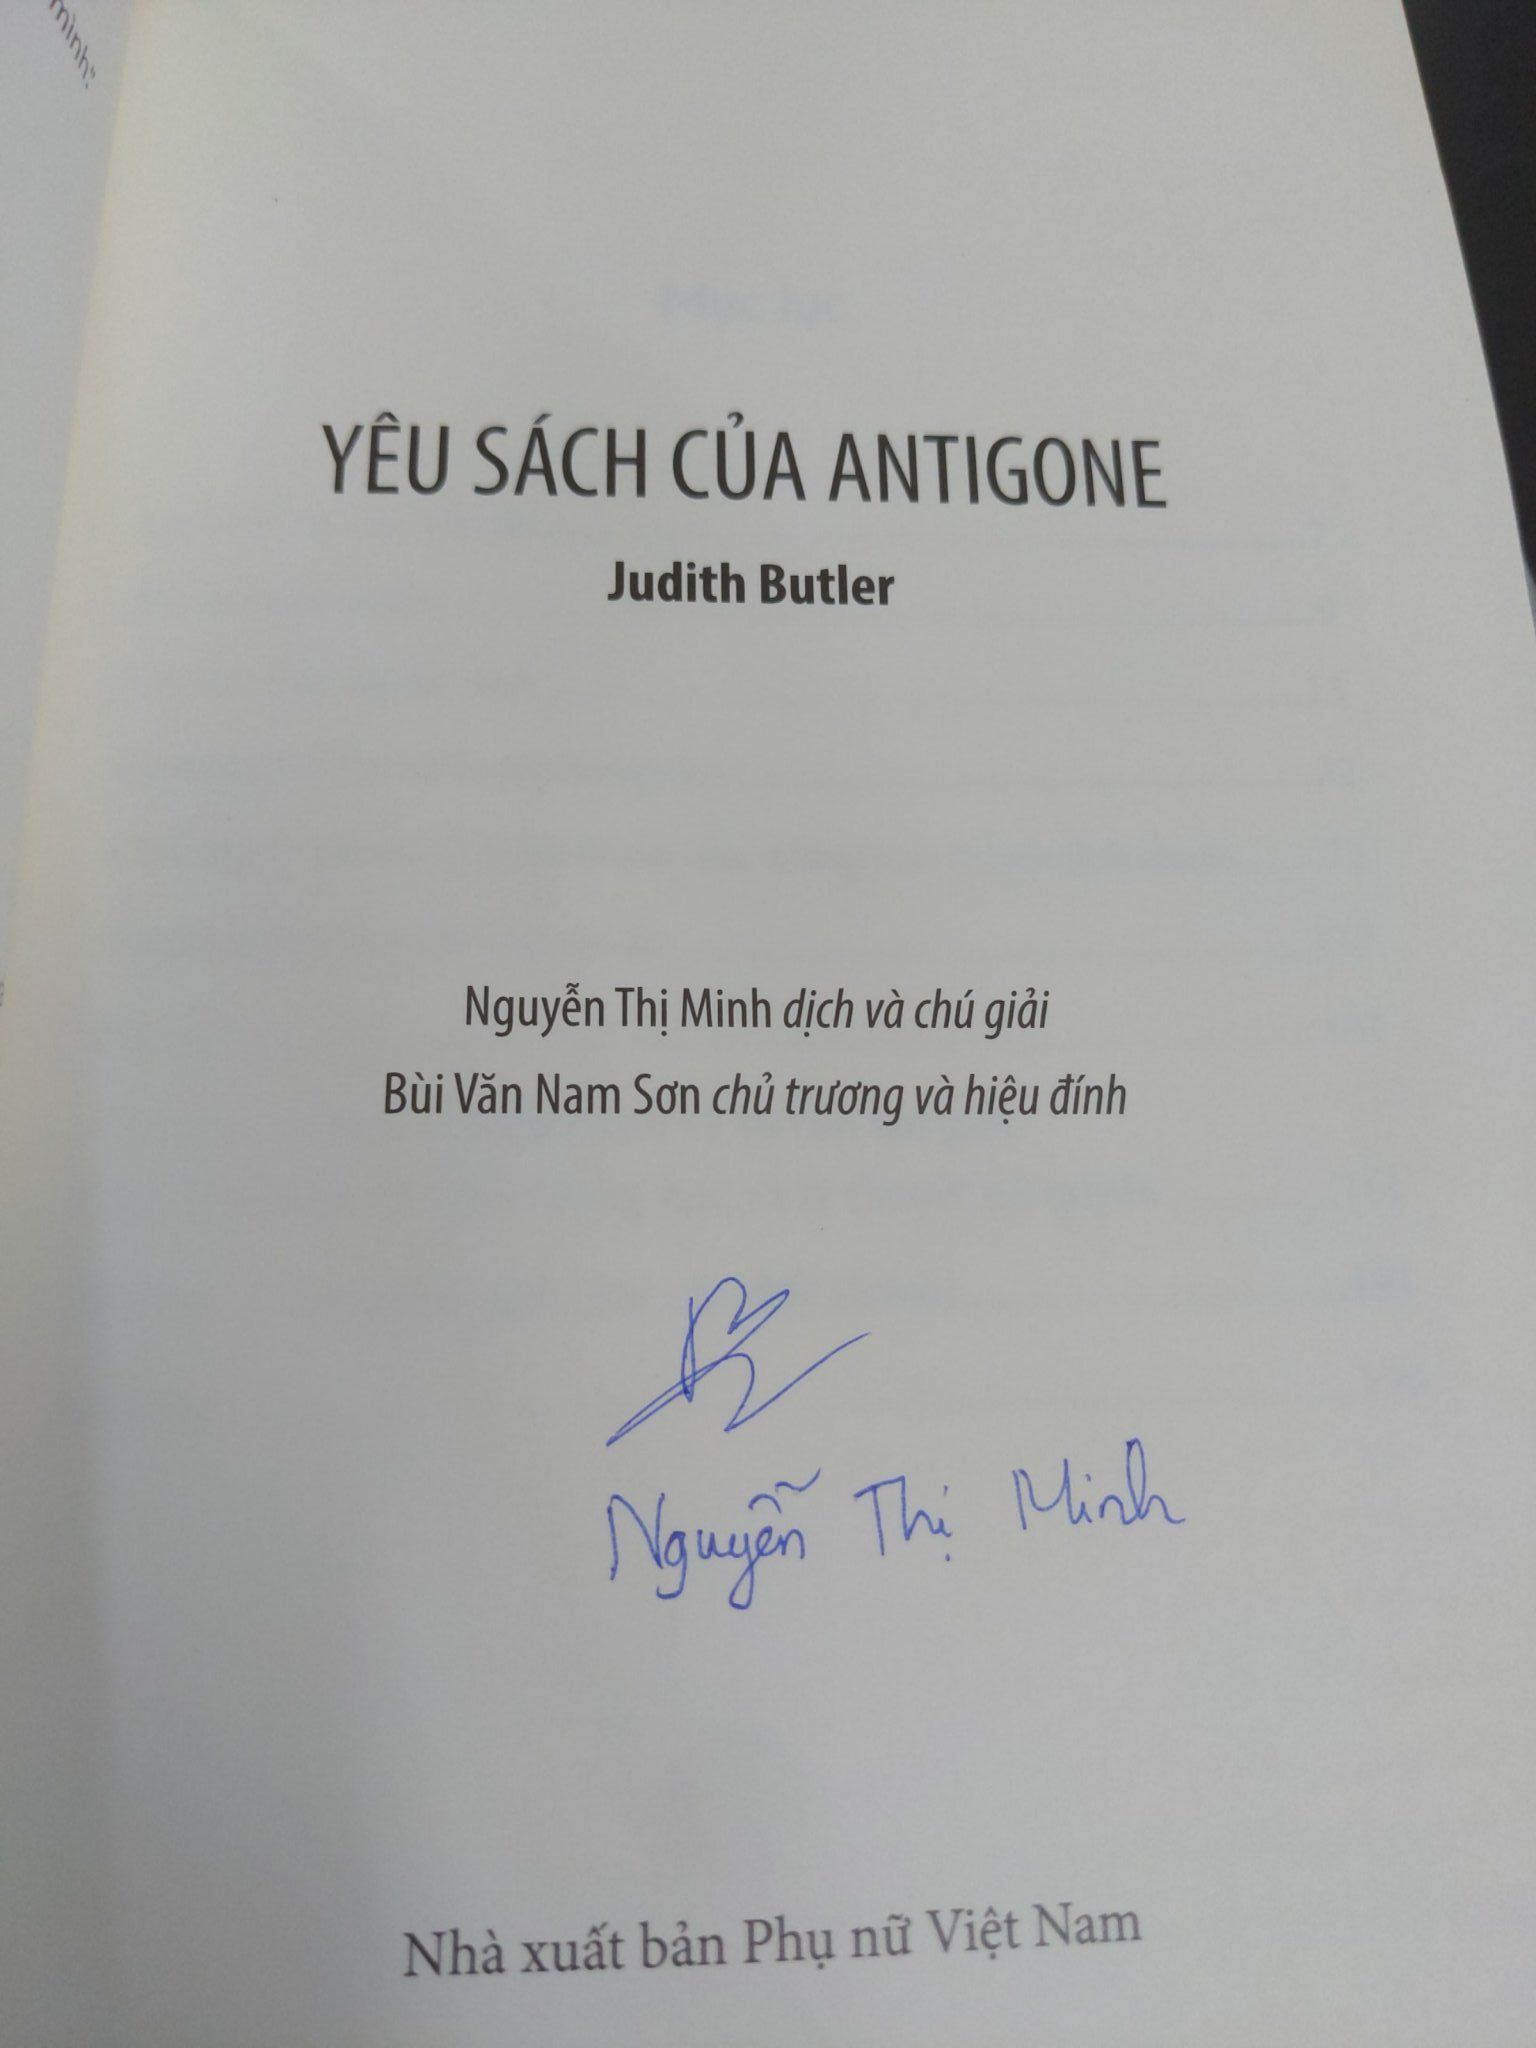 minh."
YÊU SÁCH CỦA ANTIGONE
Judith Butler
Nguyễn Thị Minh dịch và chú giải
Bùi Văn Nam Sơn chủ trương và hiệu đính
Nguyễn Thị Minh
Nhà xuất bản Phụ nữ Việt Nam